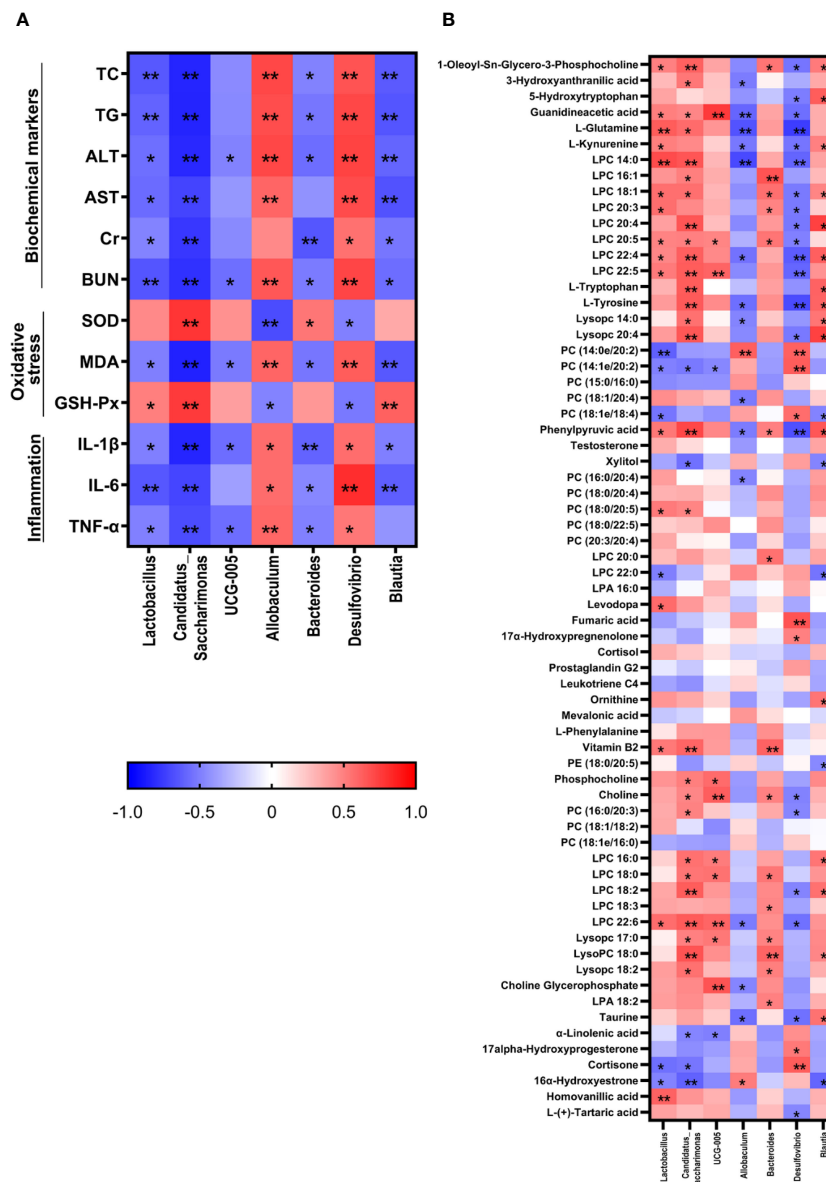 A
Biochemical markers
Oxidative
stress
Inflammation
TC ** ** ** * ** **
TG ** ** ** * ** **
ALT * ** * ** * ** **
AST * ** ** ** **
Cr * ** ** * *
BUN ** ** * ** * ** *
SOD ** ** * *
MDA * ** * ** * ** **
GSH-Px * ** * * **
IL-1β * ** * * ** * *
IL-6 ** ** * * ** **
TNF-α * ** * ** * *
Lactobacillus
Candidatus_
Saccharimonas
UCG-005
Allobaculum
Bacteroides
Desulfovibrio
Blautia
-1.0 -0.5 0 0.5 1.0
B
1-Oleoyl-Sn-Glycero-3-Phosphocholine * ** * * *
3-Hydroxyanthranilic acid * *
5-Hydroxytryptophan * *
Guanidineacetic acid * * ** ** *
L-Glutamine ** * ** **
L-Kynurenine * * * *
LPC 14:0 ** ** ** **
LPC 16:1 * **
LPC 18:1 * * * * *
LPC 20:3 * * *
LPC 20:4 ** * *
LPC 20:5 * * * * *
LPC 22:4 * ** * ** *
LPC 22:5 * ** ** ** *
L-Tryptophan ** *
L-Tyrosine ** * ** *
Lysopc 14:0 * * *
Lysopc 20:4 ** * *
PC (14:0e/20:2) ** ** **
PC (14:1e/20:2) * * * **
PC (15:0/16:0)
PC (18:1/20:4) *
PC (18:1e/18:4) * * *
Phenylpyruvic acid * ** * * ** *
Testosterone
Xylitol * *
PC (16:0/20:4) *
PC (18:0/20:4)
PC (18:0/20:5) * *
PC (18:0/22:5)
PC (20:3/20:4)
LPC 20:0 *
LPC 22:0 * *
LPA 16:0
Levodopa *
Fumaric acid **
17α-Hydroxypregnenolone *
Cortisol
Prostaglandin G2
Leukotriene C4
Ornithine *
Mevalonic acid
L-Phenylalanine
Vitamin B2 * ** **
PE (18:0/20:5) *
Phosphocholine * *
Choline * ** * *
PC (16:0/20:3) * *
PC (18:1/18:2)
PC (18:1e/16:0)
LPC 16:0 * * *
LPC 18:0 * * *
LPC 18:2 ** * *
LPC 18:3 *
LPC 22:6 * ** ** * *
Lysopc 17:0 * * *
LysoPC 18:0 ** ** *
Lysopc 18:2 * *
Choline Glycerophosphate ** *
LPA 18:2 *
Taurine * * *
α-Linolenic acid * *
17alpha-Hydroxyprogesterone *
Cortisone * * **
16α-Hydroxyestrone * ** * *
Homovanillic acid **
L-(+)-Tartaric acid *
Lactobacillus
Candidatus_
saccharimonas
UCG-005
Allobaculum
Bacteroides
Desulfovibrio
Blautia